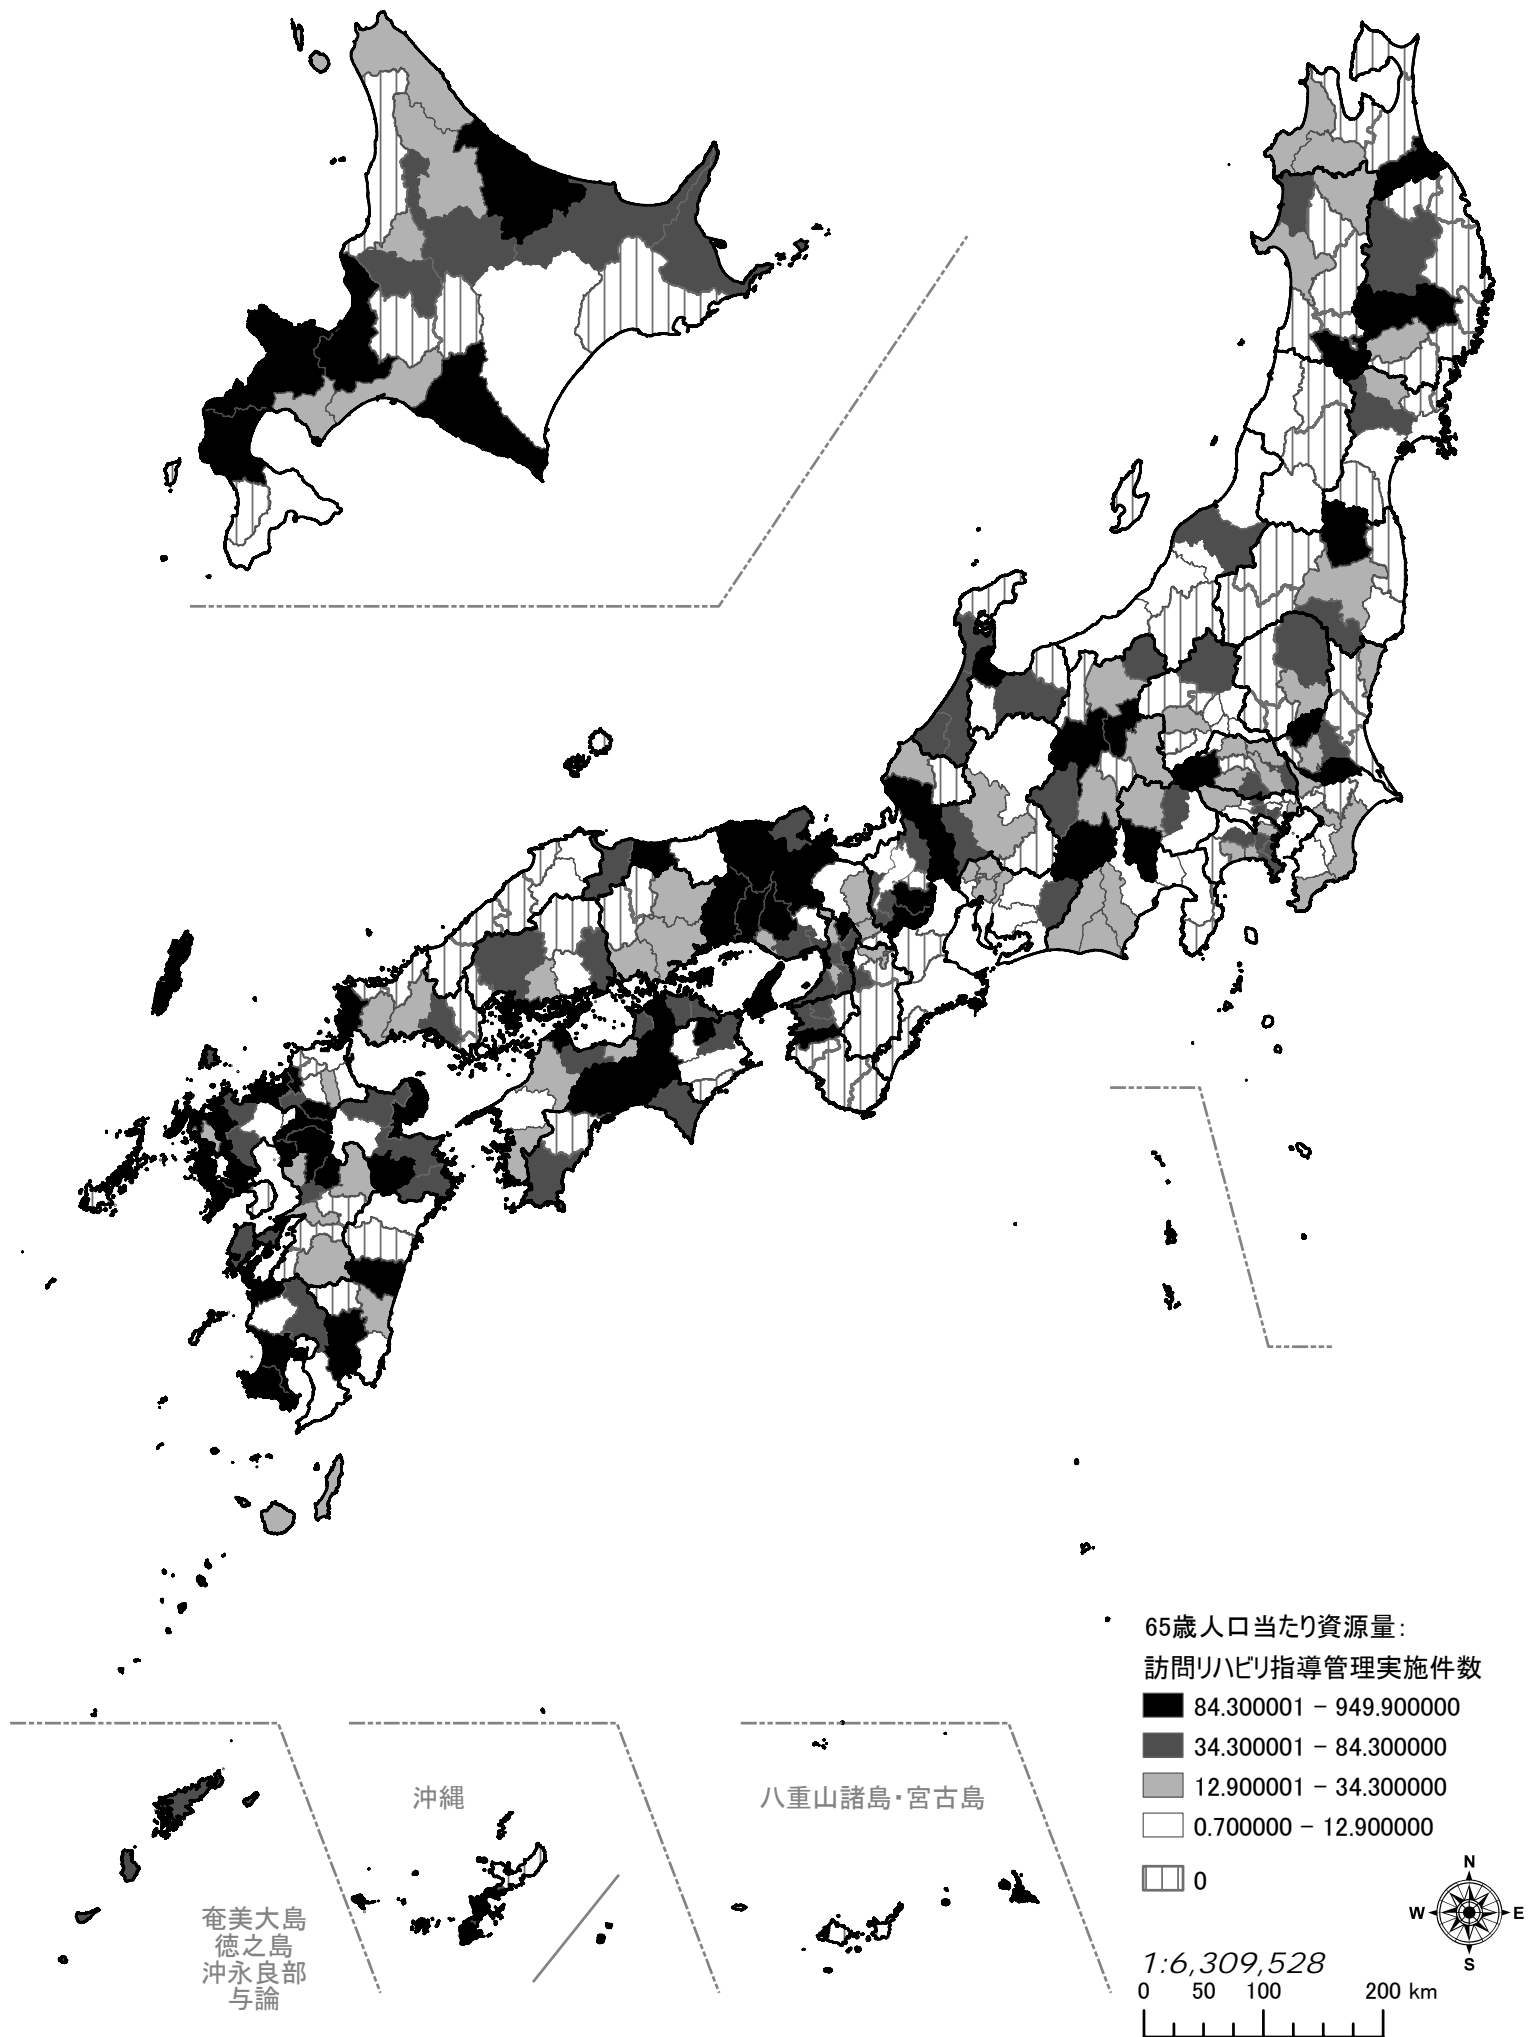 65歳人口当たり資源量:
訪問リハビリ指導管理実施件数
84.300001 - 949.900000
34.300001 - 84.300000
12.900001 - 34.300000
0.700000 - 12.900000
0
沖縄
八重山諸島・宮古島
奄美大島
徳之島
沖永良部
与論
N
W E
S
1:6,309,528
0 50 100 200 km